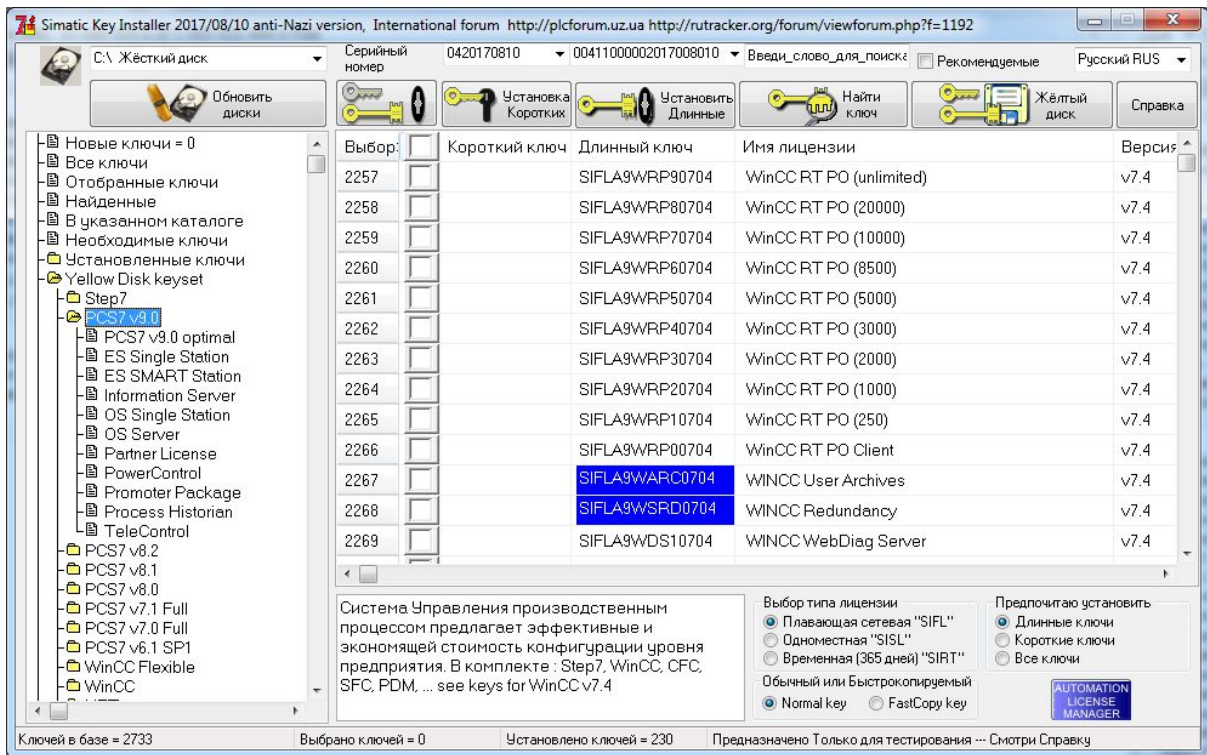 Simatic Key Installer 2017/08/10 anti-Nazi version, International forum http://plcforum.uz.ua http://rutracker.org/forum/viewforum.php?f=1192
C:\ Жёсткий диск
Серийный номер
0420170810
00411000002017008010
Введи_слово_для_поиска
Рекомендуемые
Русский RUS
Обновить диски
Установка Коротких
Установить Длинные
Найти ключ
Жёлтый диск
Справка
Новые ключи = 0
Все ключи
Отобранные ключи
Найденные
В указанном каталоге
Необходимые ключи
Установленные ключи
Yellow Disk keyset
Step7
PCS7 v9.0
PCS7 v9.0 optimal
ES Single Station
ES SMART Station
Information Server
OS Single Station
OS Server
Partner License
PowerControl
Promoter Package
Process Historian
TeleControl
PCS7 v8.2
PCS7 v8.1
PCS7 v8.0
PCS7 v7.1 Full
PCS7 v7.0 Full
PCS7 v6.1 SP1
WinCC Flexible
WinCC
Выбор: Короткий ключ Длинный ключ Имя лицензии Версия
2257 SIFLA9WRP90704 WinCC RT PO (unlimited) v7.4
2258 SIFLA9WRP80704 WinCC RT PO (20000) v7.4
2259 SIFLA9WRP70704 WinCC RT PO (10000) v7.4
2260 SIFLA9WRP60704 WinCC RT PO (8500) v7.4
2261 SIFLA9WRP50704 WinCC RT PO (5000) v7.4
2262 SIFLA9WRP40704 WinCC RT PO (3000) v7.4
2263 SIFLA9WRP30704 WinCC RT PO (2000) v7.4
2264 SIFLA9WRP20704 WinCC RT PO (1000) v7.4
2265 SIFLA9WRP10704 WinCC RT PO (250) v7.4
2266 SIFLA9WRP00704 WinCC RT PO Client v7.4
2267 SIFLA9WARC0704 WINCC User Archives v7.4
2268 SIFLA9WSRD0704 WINCC Redundancy v7.4
2269 SIFLA9WDS10704 WINCC WebDiag Server v7.4
Система Управления производственным
процессом предлагает эффективные и
экономящей стоимость конфигурации уровня
предприятия. В комплекте : Step7, WinCC, CFC,
SFC, PDM, ... see keys for WinCC v7.4
Выбор типа лицензии
Плавающая сетевая "SIFL"
Одноместная "SISL"
Временная (365 дней) "SIRT"
Обычный или Быстрокопируемый
Normal key FastCopy key
Предпочитаю установить
Длинные ключи
Короткие ключи
Все ключи
AUTOMATION
LICENSE
MANAGER
Ключей в базе = 2733 Выбрано ключей = 0 Установлено ключей = 230 Предназначено Только для тестирования --- Смотри Справку